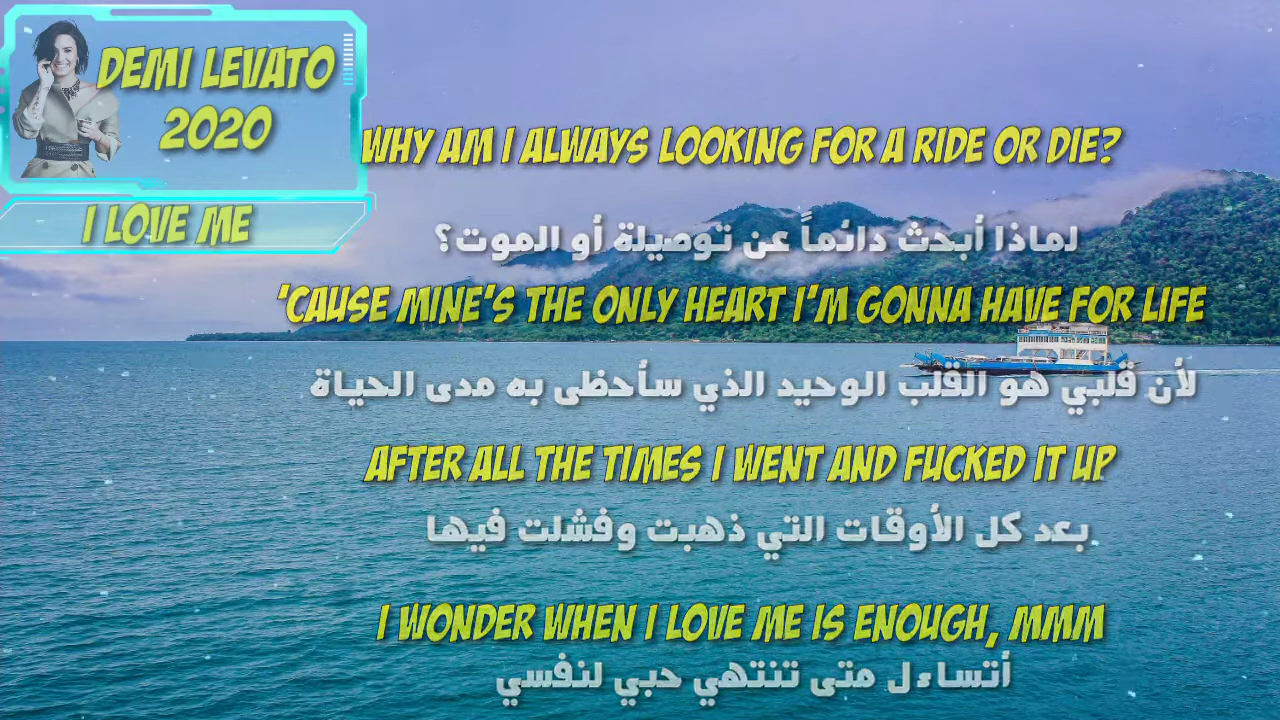 DEMI LEVATO
2020
I LOVE ME
WHY AM I ALWAYS LOOKING FOR A RIDE OR DIE?
لماذا أبحث دائماً عن توصيلة أو الموت؟
'CAUSE MINE'S THE ONLY HEART I'M GONNA HAVE FOR LIFE
لأن قلبي هو القلب الوحيد الذي سأحظى به مدى الحياة
AFTER ALL THE TIMES I WENT AND FUCKED IT UP
بعد كل الأوقات التي ذهبت وفشلت فيها
I WONDER WHEN I LOVE ME IS ENOUGH, MMM
أتساءل متى تنتهي حبي لنفسي